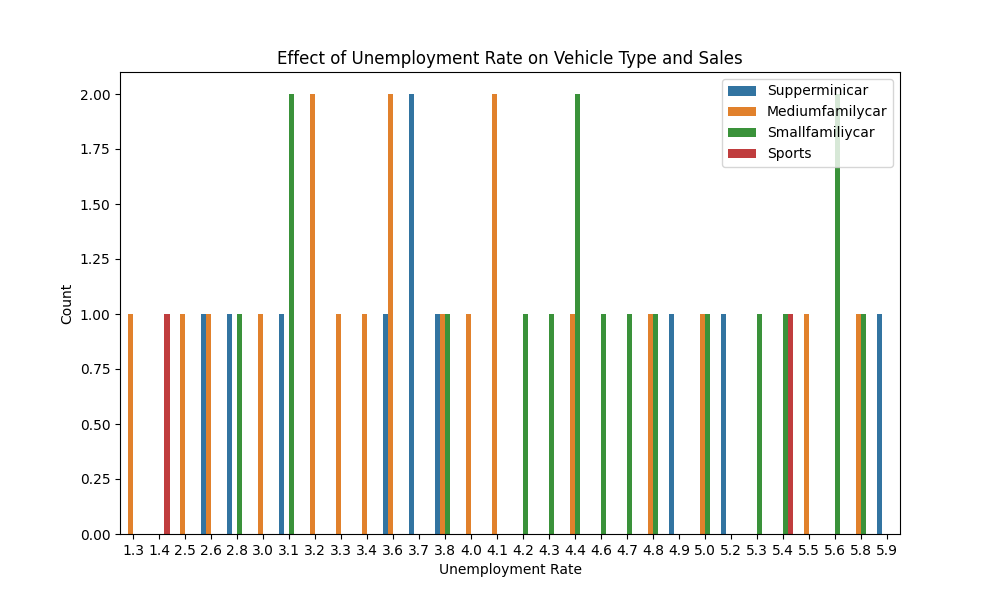 Effect of Unemployment Rate on Vehicle Type and Sales
Supperminicar
Mediumfamilycar
Smallfamiliycar
Sports
2.00
1.75
1.50
1.25
1.00
0.75
0.50
0.25
0.00
Count
1.3 1.4 2.5 2.6 2.8 3.0 3.1 3.2 3.3 3.4 3.6 3.7 3.8 4.0 4.1 4.2 4.3 4.4 4.6 4.7 4.8 4.9 5.0 5.2 5.3 5.4 5.5 5.6 5.8 5.9
Unemployment Rate